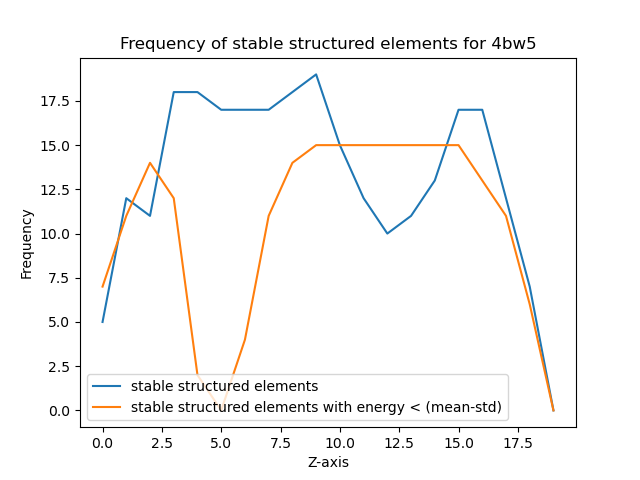 Frequency of stable structured elements for 4bw5
Frequency
17.5
15.0
12.5
10.0
7.5
5.0
2.5
0.0
stable structured elements
stable structured elements with energy < (mean-std)
0.0 2.5 5.0 7.5 10.0 12.5 15.0 17.5
Z-axis